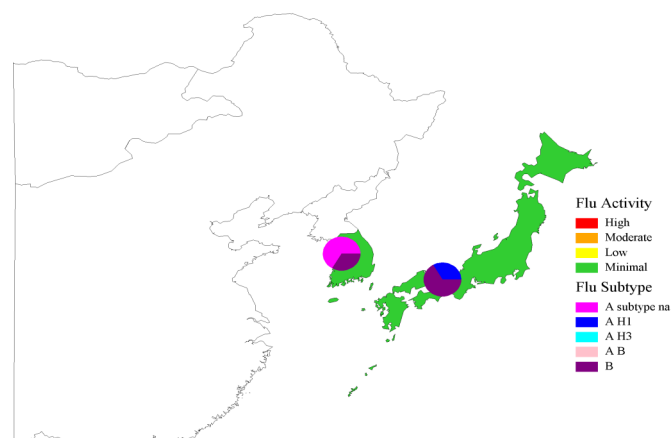 Flu Activity
High
Moderate
Low
Minimal
Flu Subtype
A subtype na
A H1
A H3
A B
B